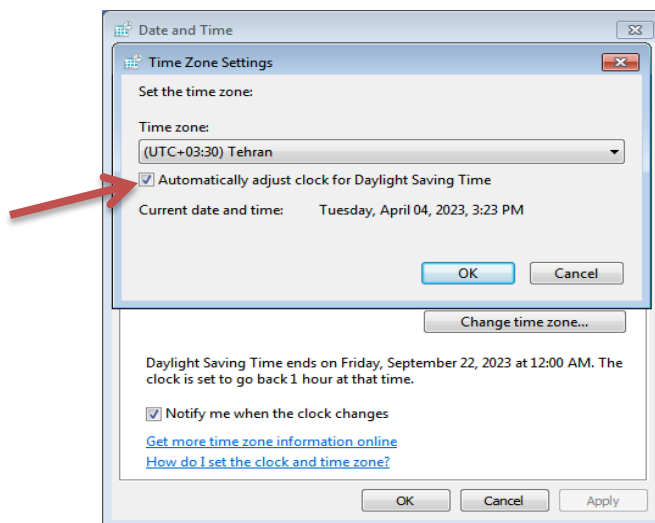 Date and Time
Time Zone Settings
Set the time zone:
Time zone:
(UTC+03:30) Tehran
Automatically adjust clock for Daylight Saving Time
Current date and time: Tuesday, April 04, 2023, 3:23 PM
OK Cancel
Change time zone...
Daylight Saving Time ends on Friday, September 22, 2023 at 12:00 AM. The
clock is set to go back 1 hour at that time.
Notify me when the clock changes
Get more time zone information online
How do I set the clock and time zone?
OK Cancel Apply